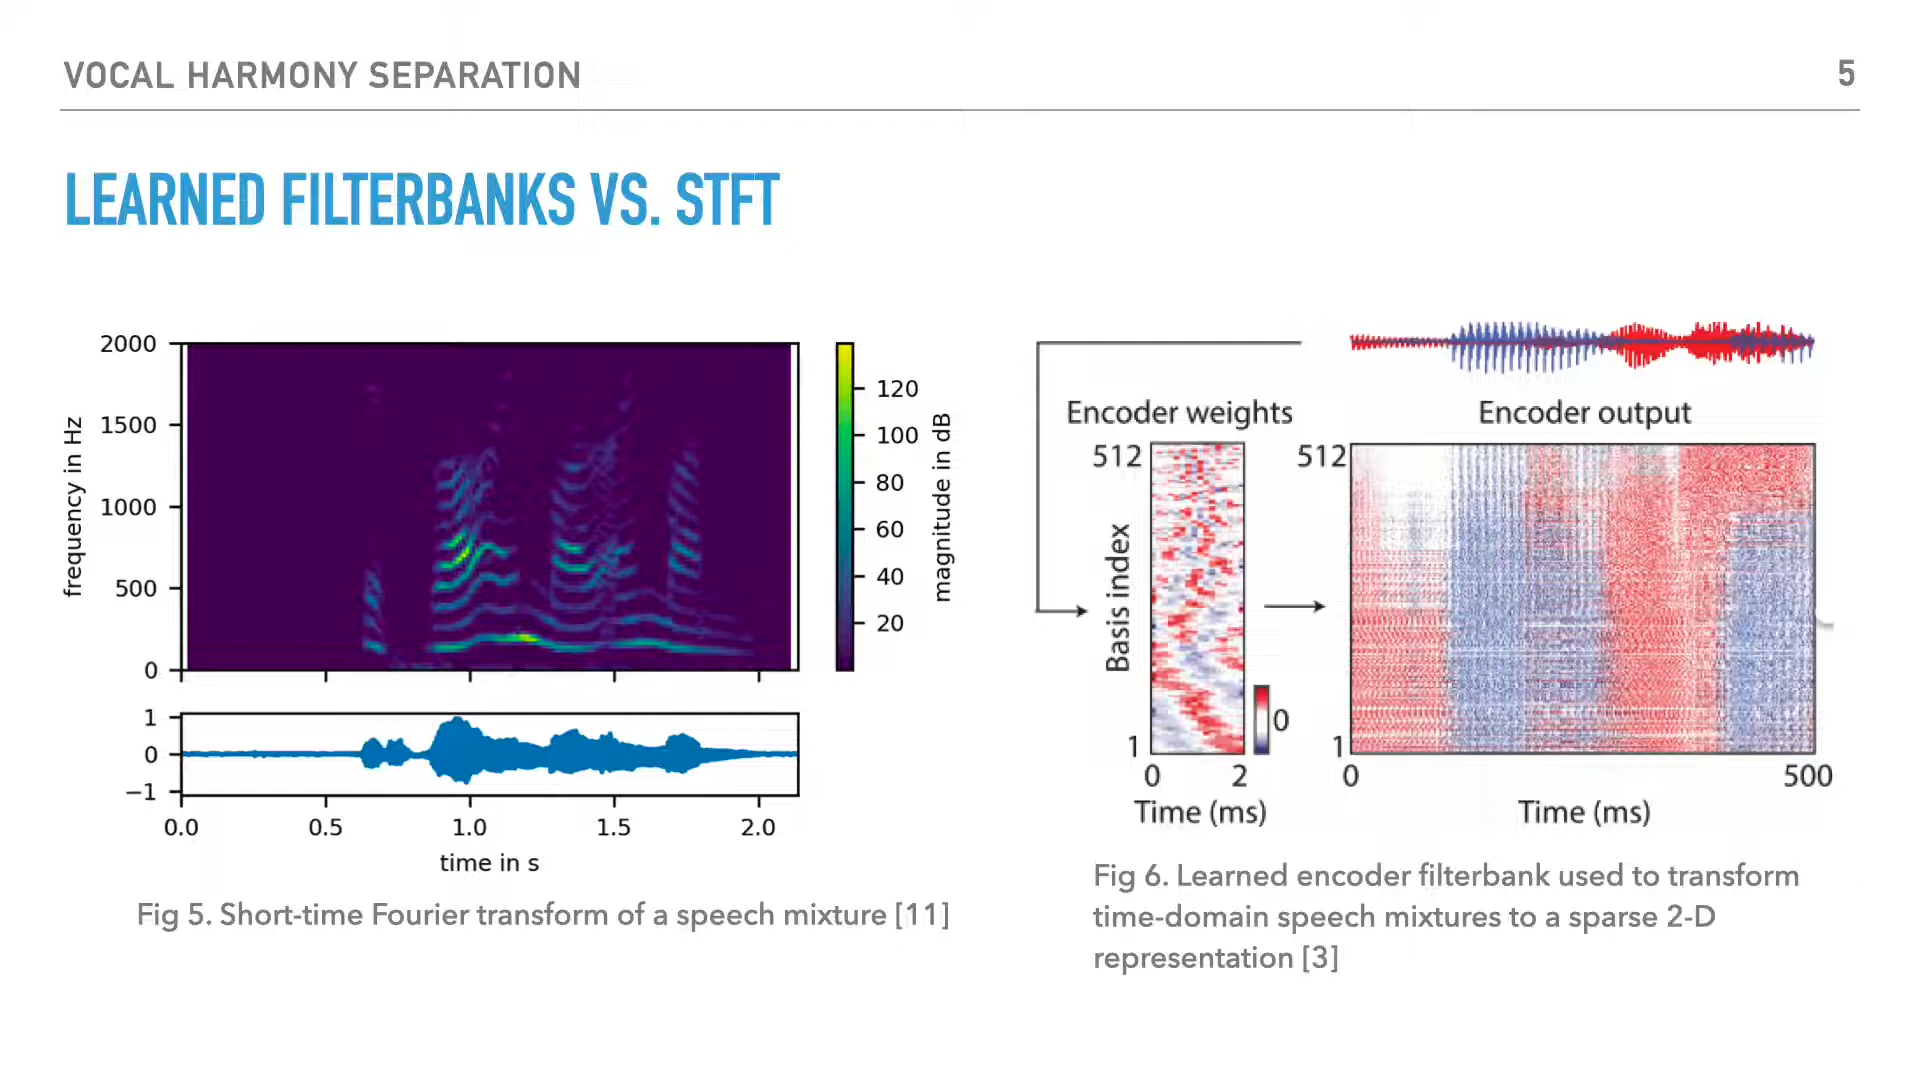 VOCAL HARMONY SEPARATION
5
LEARNED FILTERBANKS VS. STFT
2000
1500
1000
500
0
frequency in Hz
120
100
80
60
40
20
magnitude in dB
1
0
−1
0.0 0.5 1.0 1.5 2.0
time in s
Fig 5. Short-time Fourier transform of a speech mixture [11]
Encoder weights
512
Basis index
1
0 2
Time (ms)
0
Encoder output
512
1
0 500
Time (ms)
Fig 6. Learned encoder filterbank used to transform
time-domain speech mixtures to a sparse 2-D
representation [3]